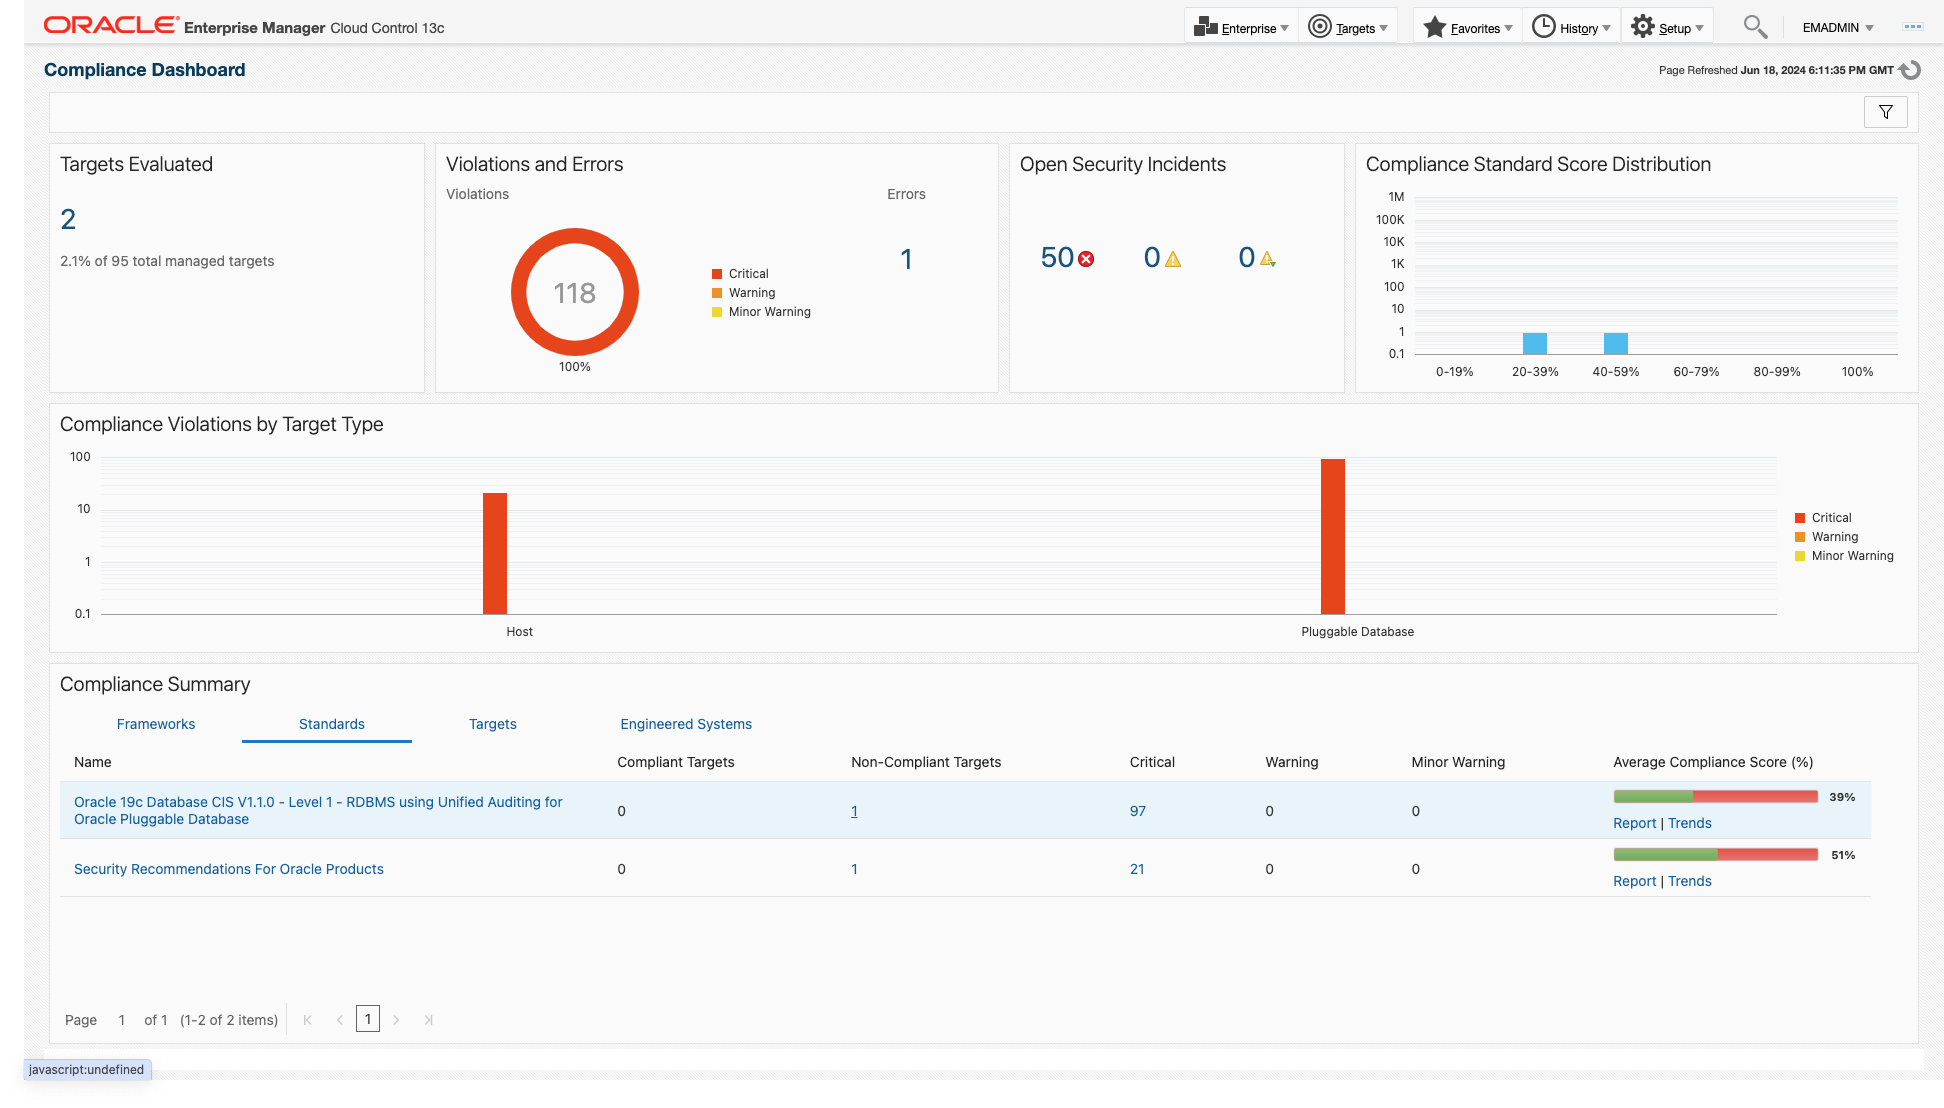 ORACLE Enterprise Manager Cloud Control 13c
Enterprise
Targets
Favorites
History
Setup
EMADMIN
Compliance Dashboard
Page Refreshed Jun 18, 2024 6:11:35 PM GMT
Targets Evaluated
2
2.1% of 95 total managed targets
Violations and Errors
Violations
Errors
118
100%
Critical
Warning
Minor Warning
1
Open Security Incidents
50
0
0
Compliance Standard Score Distribution
1M
100K
10K
1K
100
10
1
0.1
0-19% 20-39% 40-59% 60-79% 80-99% 100%
Compliance Violations by Target Type
100
10
1
0.1
Host Pluggable Database
Critical
Warning
Minor Warning
Compliance Summary
Frameworks Standards Targets Engineered Systems
Name Compliant Targets Non-Compliant Targets Critical Warning Minor Warning Average Compliance Score (%)
Oracle 19c Database CIS V1.1.0 - Level 1 - RDBMS using Unified Auditing for
Oracle Pluggable Database
0 1 97 0 0 39%
Report | Trends
Security Recommendations For Oracle Products 0 1 21 0 0 51%
Report | Trends
Page 1 of 1 (1-2 of 2 items) 1
javascript:undefined